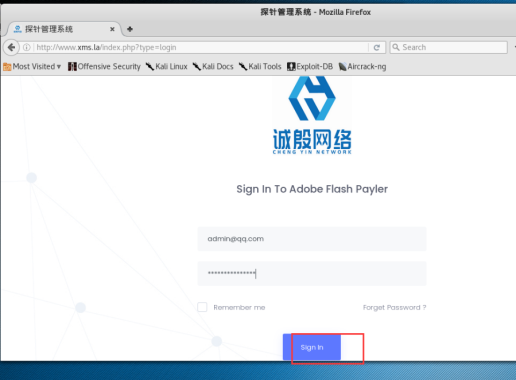 探针管理系统 - Mozilla Firefox
探针管理系统
http://www.xms.la/index.php?type=login
Search
Most Visited
Offensive Security
Kali Linux
Kali Docs
Kali Tools
Exploit-DB
Aircrack-ng
诚殷网络
CHENG YIN NETWORK
Sign In To Adobe Flash Payler
admin@qq.com
***************
Remember me
Forget Password ?
Sign In